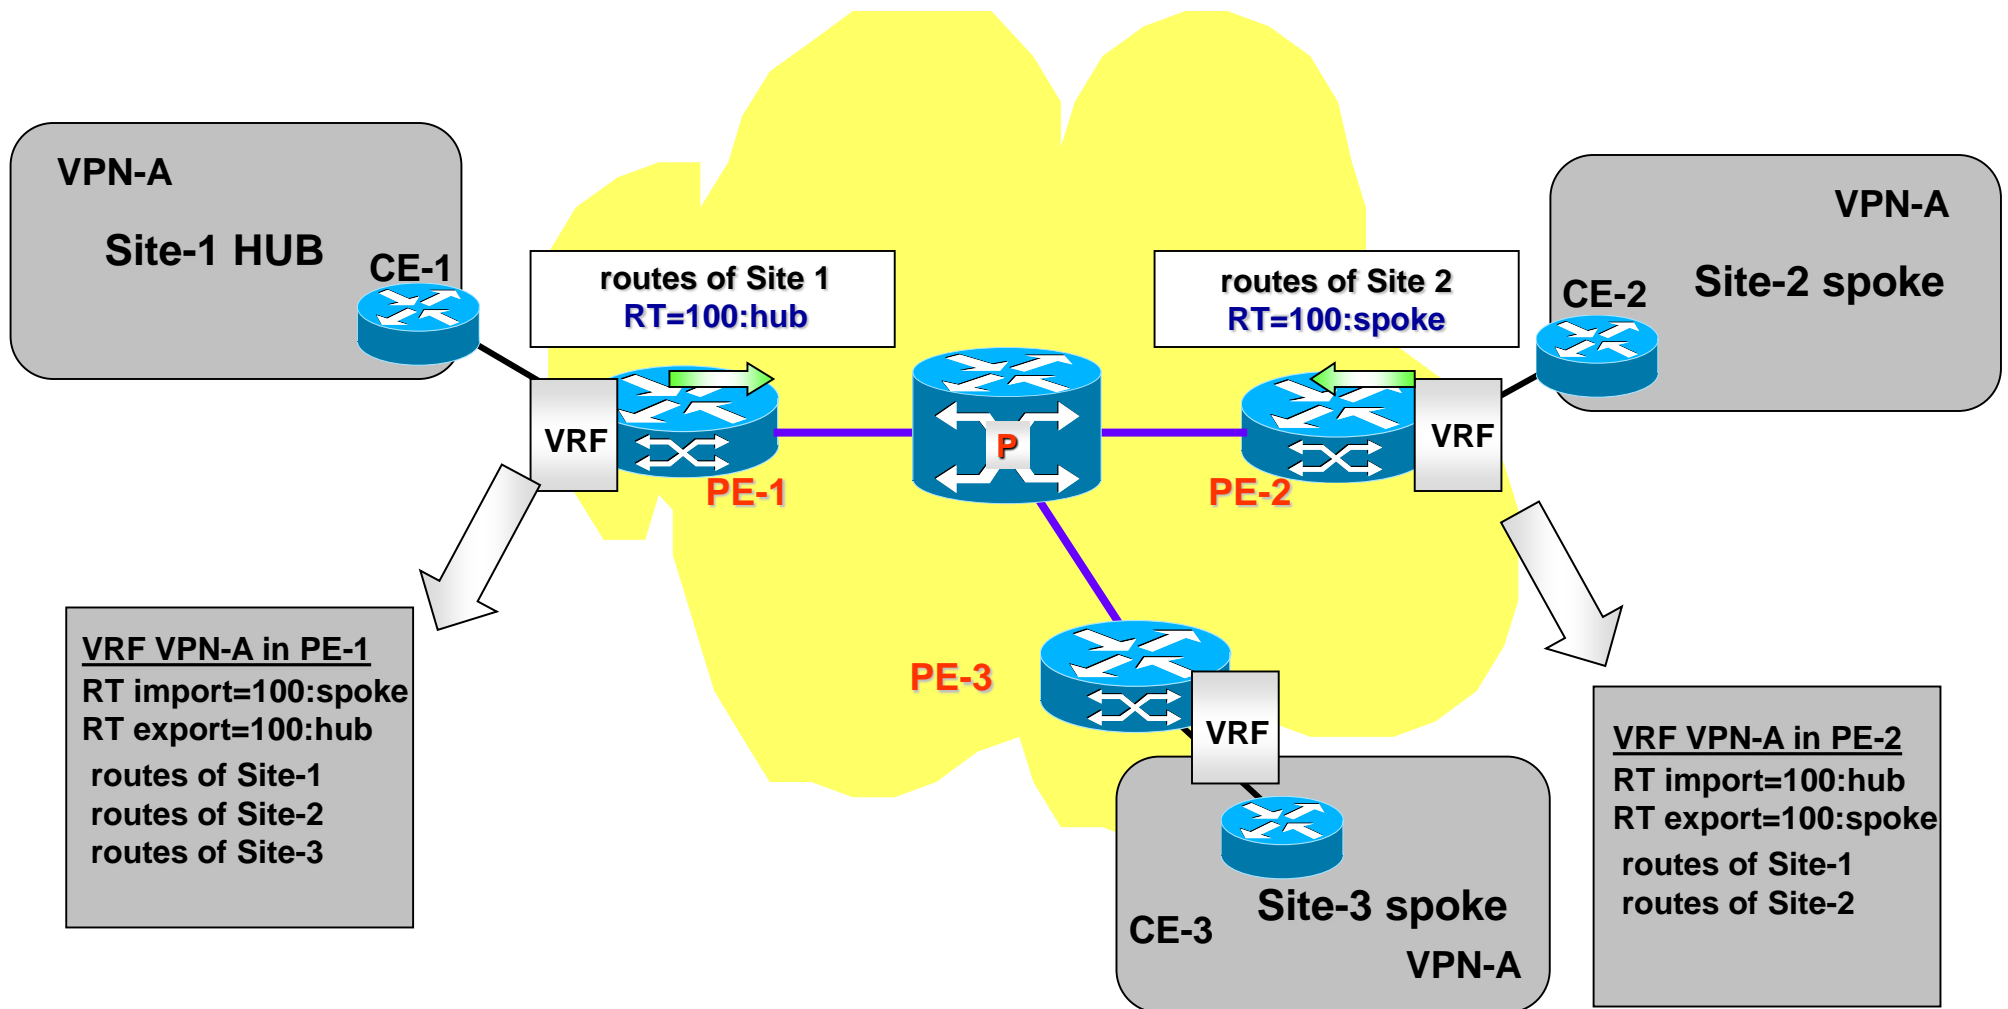 VPN-A
Site-1 HUB
CE-1
routes of Site 1
RT=100:hub
routes of Site 2
RT=100:spoke
VPN-A
Site-2 spoke
CE-2
VRF
PE-1
P
PE-2
VRF
VRF VPN-A in PE-1
RT import=100:spoke
RT export=100:hub
routes of Site-1
routes of Site-2
routes of Site-3
PE-3
VRF
CE-3
Site-3 spoke
VPN-A
VRF VPN-A in PE-2
RT import=100:hub
RT export=100:spoke
routes of Site-1
routes of Site-2